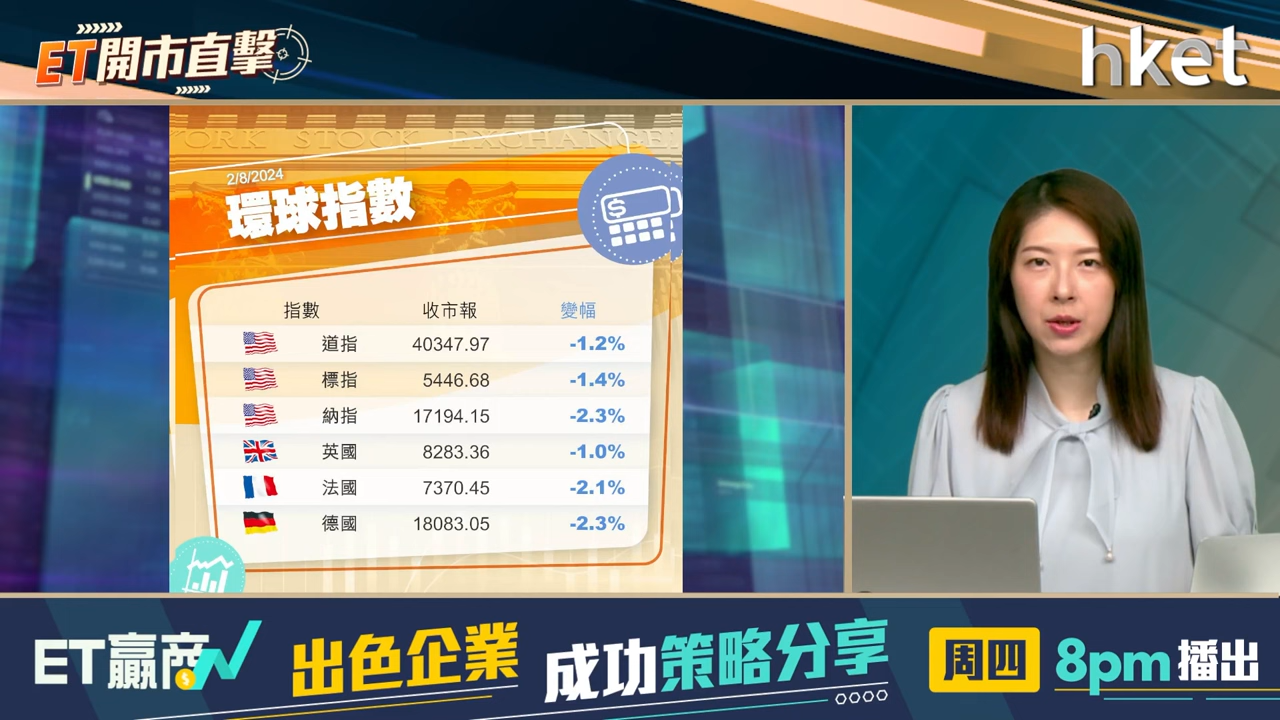 ET開市直擊
hket
YORK STOCK EXCHANGE
2/8/2024
環球指數
$
指數 收市報 變幅
道指 40347.97 -1.2%
標指 5446.68 -1.4%
納指 17194.15 -2.3%
英國 8283.36 -1.0%
法國 7370.45 -2.1%
德國 18083.05 -2.3%
ET贏商
$
出色企業 成功策略分享 周四 8pm播出